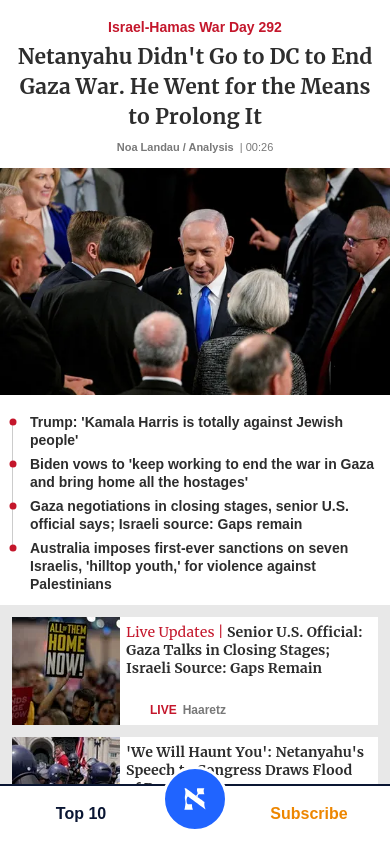 Israel-Hamas War Day 292
Netanyahu Didn't Go to DC to End
Gaza War. He Went for the Means
to Prolong It
Noa Landau / Analysis | 00:26
Trump: 'Kamala Harris is totally against Jewish
people'
Biden vows to 'keep working to end the war in Gaza
and bring home all the hostages'
Gaza negotiations in closing stages, senior U.S.
official says; Israeli source: Gaps remain
Australia imposes first-ever sanctions on seven
Israelis, 'hilltop youth,' for violence against
Palestinians
ALL OF THEM
HOME
NOW!
Live Updates | Senior U.S. Official:
Gaza Talks in Closing Stages;
Israeli Source: Gaps Remain
LIVE Haaretz
'We Will Haunt You': Netanyahu's
Speech to Congress Draws Flood
Top 10
Subscribe